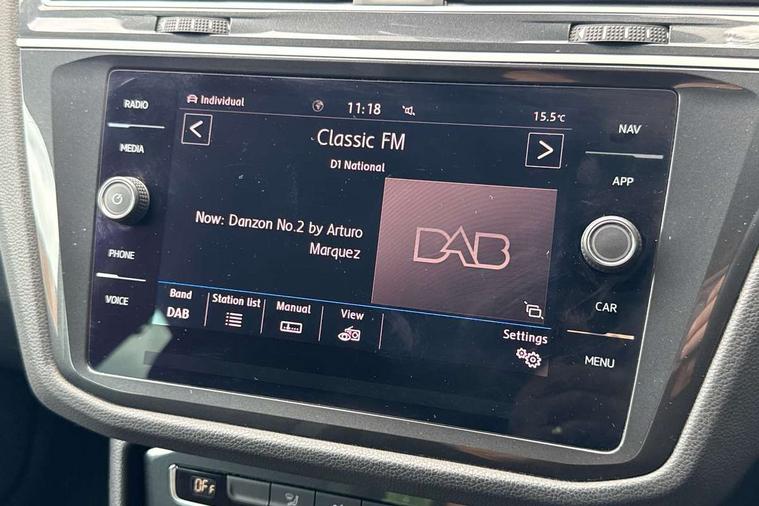 RADIO
MEDIA
PHONE
VOICE
Individual
11:18
15.5°C
<
Classic FM
>
D1 National
Now: Danzon No.2 by Arturo
Marquez
DAB
Band
DAB
Station list
Manual
View
Settings
NAV
APP
CAR
MENU
OFF